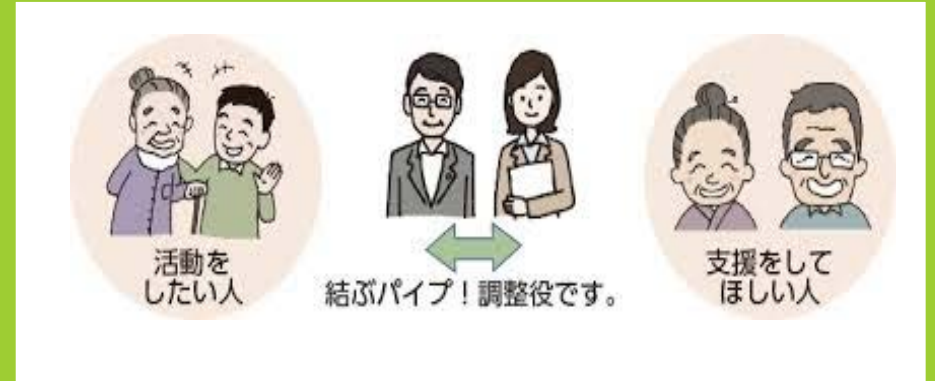 活動を
したい人
結ぶパイプ！調整役です。
支援をして
ほしい人